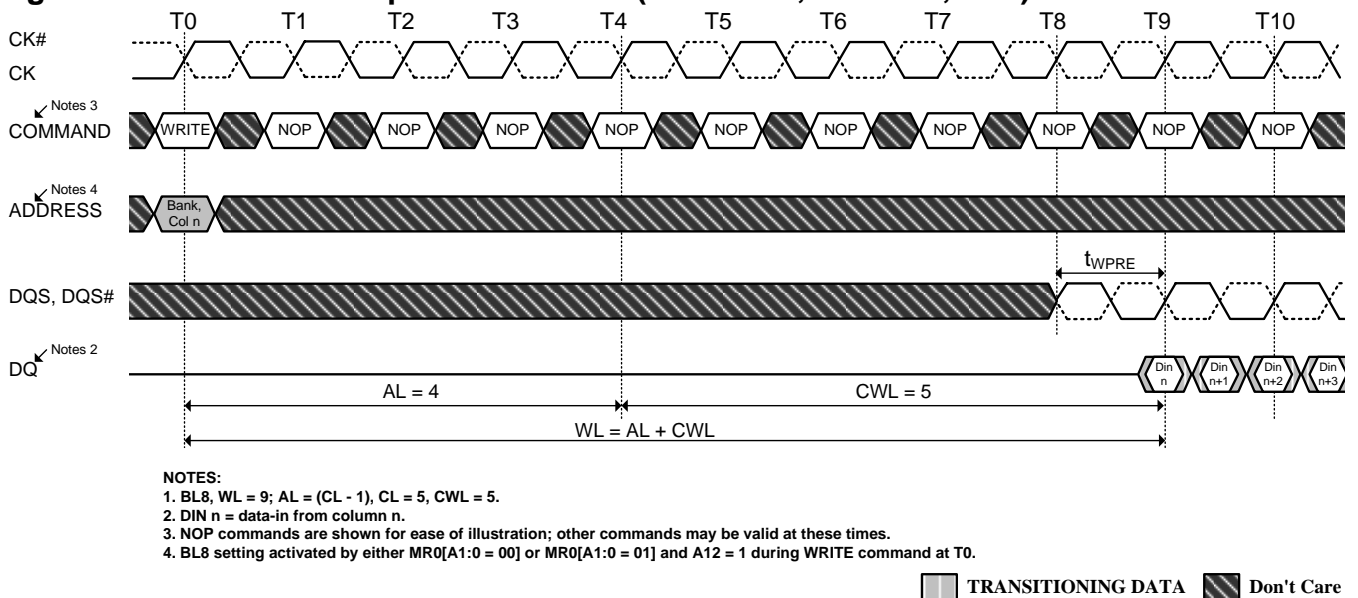 T0 T1 T2 T3 T4 T5 T6 T7 T8 T9 T10
CK#
CK
Notes 3
COMMAND
WRITE NOP NOP NOP NOP NOP NOP NOP NOP NOP NOP
Notes 4
ADDRESS
Bank,
Col n
tWPRE
DQS, DQS#
Notes 2
DQ
Din n Din n+1 Din n+2 Din n+3
AL = 4 CWL = 5
WL = AL + CWL
NOTES:
1. BL8, WL = 9; AL = (CL - 1), CL = 5, CWL = 5.
2. DIN n = data-in from column n.
3. NOP commands are shown for ease of illustration; other commands may be valid at these times.
4. BL8 setting activated by either MR0[A1:0 = 00] or MR0[A1:0 = 01] and A12 = 1 during WRITE command at T0.
TRANSITIONING DATA Don't Care